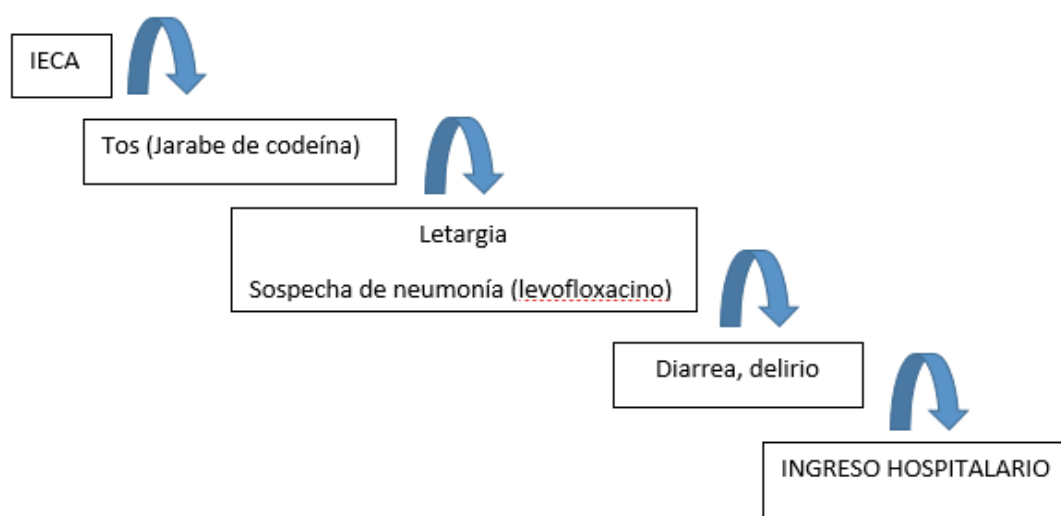 IECA
Tos (Jarabe de codeína)
Letargia
Sospecha de neumonía (levofloxacino)
Diarrea, delirio
INGRESO HOSPITALARIO